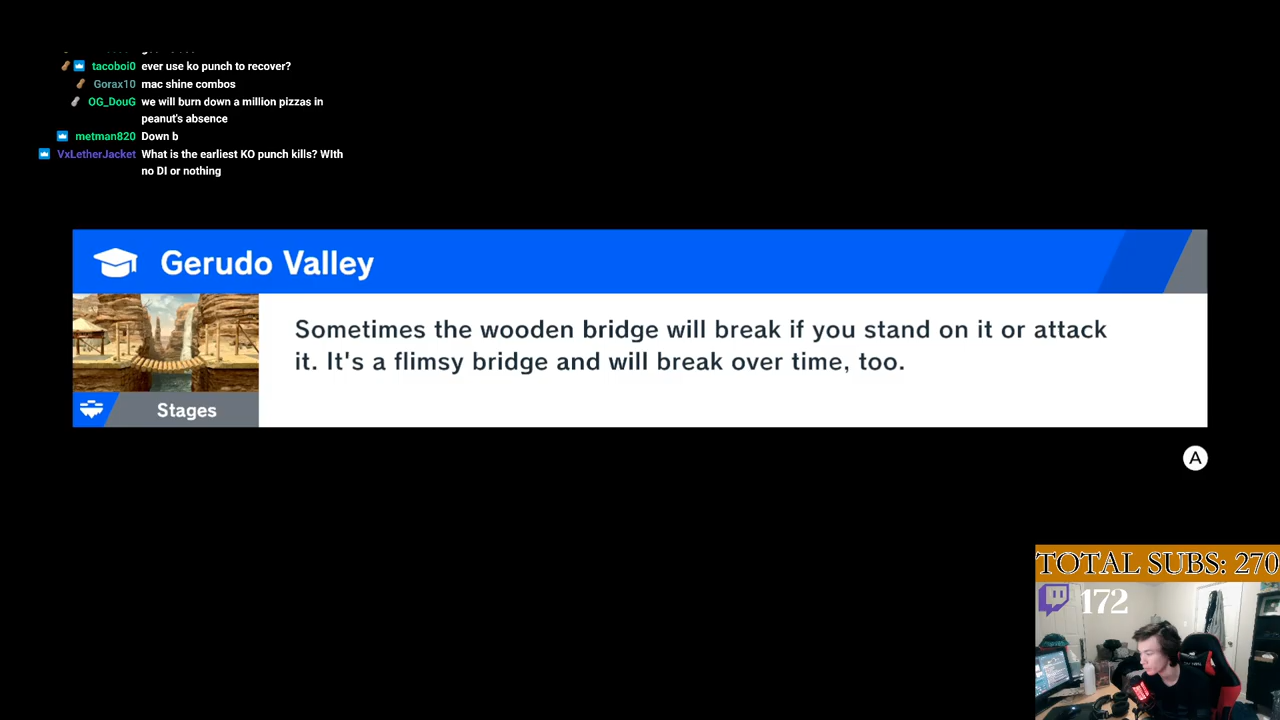 tacoboi0 ever use ko punch to recover?
Gorax10 mac shine combos
OG_DouG we will burn down a million pizzas in
peanut's absence
metman820 Down b
VxLetherJacket What is the earliest KO punch kills? WIth
no DI or nothing
Gerudo Valley
Sometimes the wooden bridge will break if you stand on it or attack
it. It's a flimsy bridge and will break over time, too.
Stages
A
TOTAL SUBS: 270
172